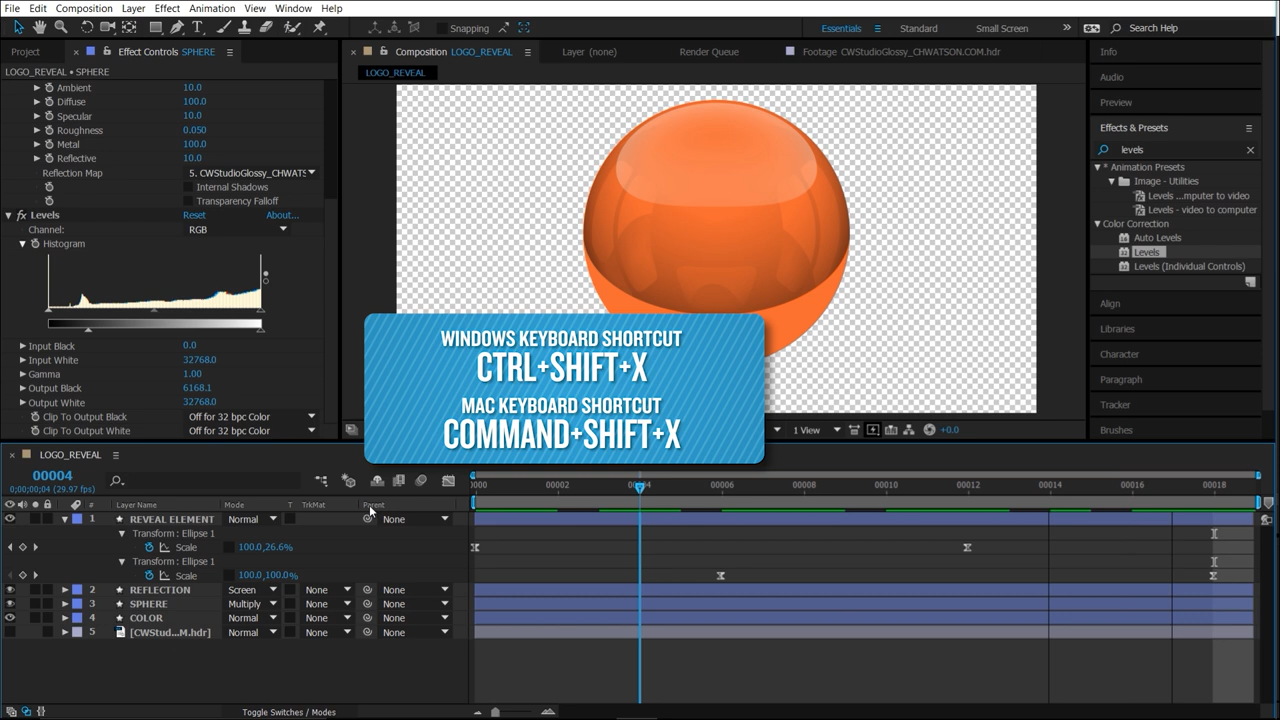 File Edit Composition Layer Effect Animation View Window Help
Snapping Essentials Standard Small Screen Search Help
Project Effect Controls SPHERE Composition LOGO_REVEAL Layer (none) Render Queue Footage CWStudioGlossy_CHWATSON.COM.hdr Info
LOGO_REVEAL • SPHERE LOGO_REVEAL
Audio
Ambient 10.0
Diffuse 100.0
Preview
Specular 10.0
Roughness 0.050
Effects & Presets
Metal 100.0
levels
Reflective 10.0
Reflection Map 5. CWStudioGlossy_CHWATS
Internal Shadows
Transparency Falloff
* Animation Presets
Image - Utilities
Levels ...mputer to video
Levels - video to computer
fx Levels Reset About...
Channel: RGB
Histogram
Color Correction
Auto Levels
Levels
Levels (Individual Controls)
Align
Libraries
Character
Paragraph
Tracker
Brushes
Input Black 0.0
Input White 32768.0
Gamma 1.00
Output Black 6168.1
Output White 32768.0
Clip To Output Black Off for 32 bpc Color
Clip To Output White Off for 32 bpc Color
WINDOWS KEYBOARD SHORTCUT
CTRL+SHIFT+X
MAC KEYBOARD SHORTCUT
COMMAND+SHIFT+X
1 View +0.0
LOGO_REVEAL
00004
0;00;00;04 (29.97 fps)
00002 00008 00010 00012 00014 00016 00018
# Layer Name Mode T TrkMat Parent
1 REVEAL ELEMENT Normal None
Transform : Ellipse 1
Scale 100.0,26.6%
Transform : Ellipse 1
Scale 100.0,100.0%
2 REFLECTION Screen None None
3 SPHERE Multiply None None
4 COLOR Normal None None
5 [CWStud...M.hdr] Normal None None
Toggle Switches / Modes